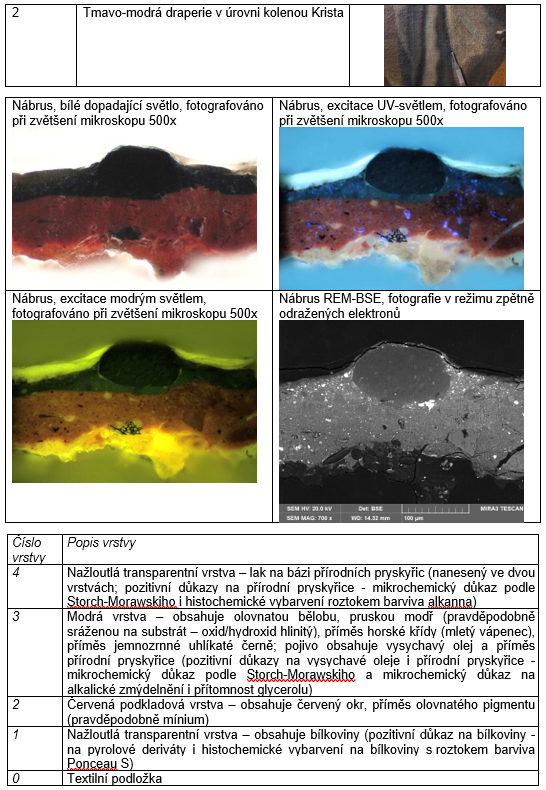 2
Tmavo-modrá draperie v úrovni kolenou Krista
Nábrus, bílé dopadající světlo, fotografováno
při zvětšení mikroskopu 500x
Nábrus, excitace UV-světlem, fotografováno
při zvětšení mikroskopu 500x
Nábrus, excitace modrým světlem,
fotografováno při zvětšení mikroskopu 500x
Nábrus REM-BSE, fotografie v režimu zpětně
odražených elektronů
SEM HV: 20.0 kV
Det: BSE
MIRA3 TESCAN
SEM MAG: 700 x
WD: 14.32 mm
100 µm
Číslo
vrstvy
Popis vrstvy
4
Nažloutlá transparentní vrstva – lak na bázi přírodních pryskyřic (nanesený ve dvou
vrstvách; pozitivní důkazy na přírodní pryskyřice - mikrochemický důkaz podle
Storch-Morawskiho i histochemické vybarvení roztokem barviva alkanna)
3
Modrá vrstva – obsahuje olovnatou bělobu, pruskou modř (pravděpodobně
sráženou na substrát – oxid/hydroxid hlinitý), příměs horské křídy (mletý vápenec),
příměs jemnozrnné uhlíkaté černě; pojivo obsahuje vysychavý olej a příměs
přírodní pryskyřice (pozitivní důkazy na vysychavé oleje i přírodní pryskyřice -
mikrochemický důkaz podle Storch-Morawskiho a mikrochemický důkaz na
alkalické zmýdelnění i přítomnost glycerolu)
2
Červená podkladová vrstva – obsahuje červený okr, příměs olovnatého pigmentu
(pravděpodobně mínium)
1
Nažloutlá transparentní vrstva – obsahuje bílkoviny (pozitivní důkaz na bílkoviny -
na pyrolové deriváty i histochemické vybarvení na bílkoviny s roztokem barviva
Ponceau S)
0
Textilní podložka